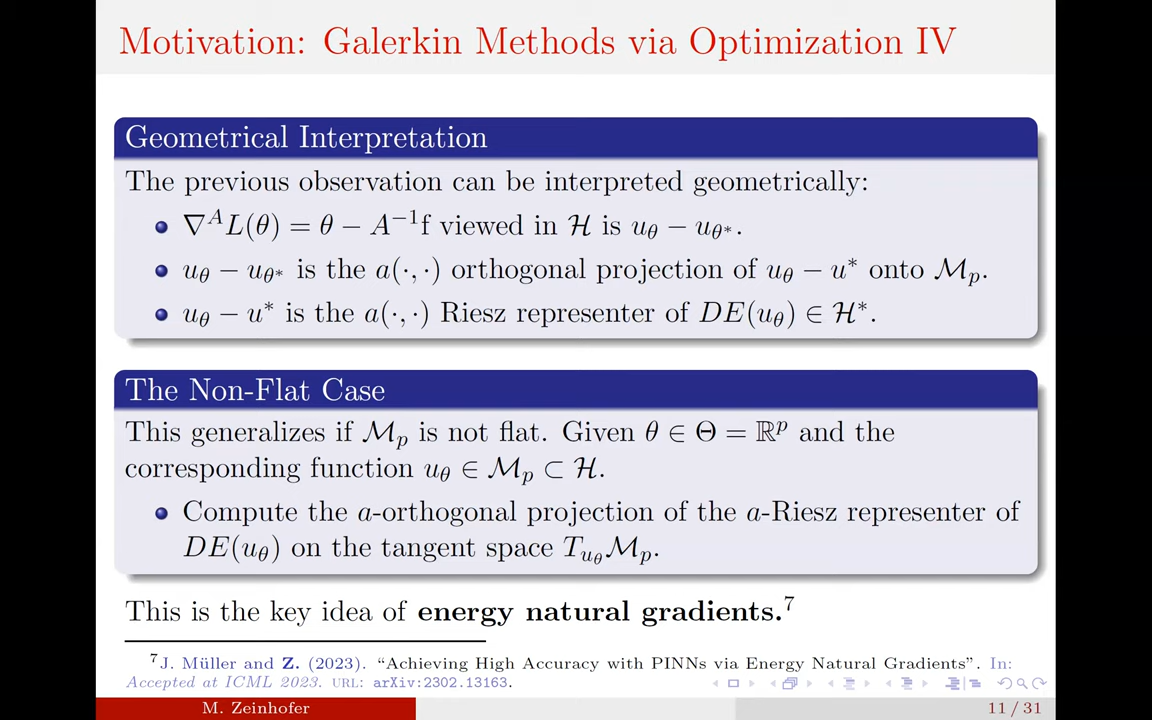 Motivation: Galerkin Methods via Optimization IV
Geometrical Interpretation
The previous observation can be interpreted geometrically:
• ∇ᴬL(θ) = θ − A⁻¹f viewed in ℋ is u_θ − u_θ*.
• u_θ − u_θ* is the a(·, ·) orthogonal projection of u_θ − u* onto ℳ_p.
• u_θ − u* is the a(·, ·) Riesz representer of DE(u_θ) ∈ ℋ*.
The Non-Flat Case
This generalizes if ℳ_p is not flat. Given θ ∈ Θ = ℝᵖ and the
corresponding function u_θ ∈ ℳ_p ⊂ ℋ.
• Compute the a-orthogonal projection of the a-Riesz representer of
DE(u_θ) on the tangent space T_{u_θ}ℳ_p.
This is the key idea of energy natural gradients.⁷
⁷J. Müller and Z. (2023). “Achieving High Accuracy with PINNs via Energy Natural Gradients”. In:
Accepted at ICML 2023. URL: arXiv:2302.13163.
M. Zeinhofer
11 / 31